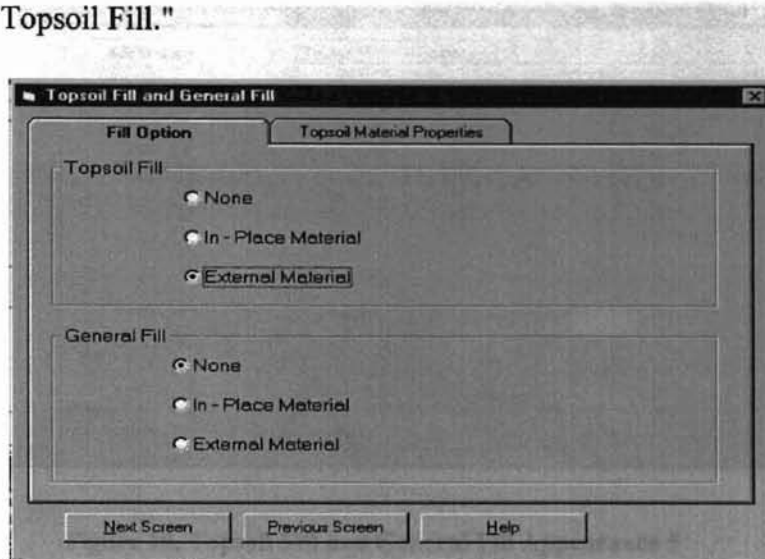 Topsoil Fill."
Topsoil Fill and General Fill
Fill Option
Topsoil Material Properties
Topsoil Fill
None
In - Place Material
External Material
General Fill
None
In - Place Material
External Material
Next Screen
Previous Screen
Help